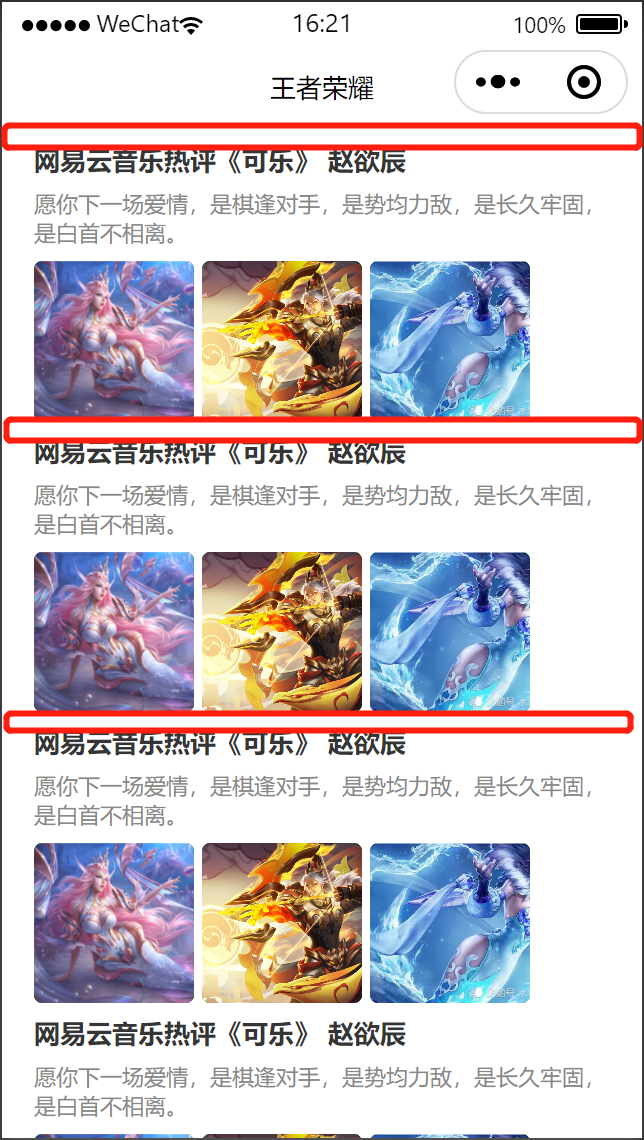 WeChat 16:21 100%
王者荣耀
网易云音乐热评《可乐》 赵欲辰
愿你下一场爱情，是棋逢对手，是势均力敌，是长久牢固，
是白首不相离。
网易云音乐热评《可乐》 赵欲辰
愿你下一场爱情，是棋逢对手，是势均力敌，是长久牢固，
是白首不相离。
网易云音乐热评《可乐》 赵欲辰
愿你下一场爱情，是棋逢对手，是势均力敌，是长久牢固，
是白首不相离。
网易云音乐热评《可乐》 赵欲辰
愿你下一场爱情，是棋逢对手，是势均力敌，是长久牢固，
是白首不相离。